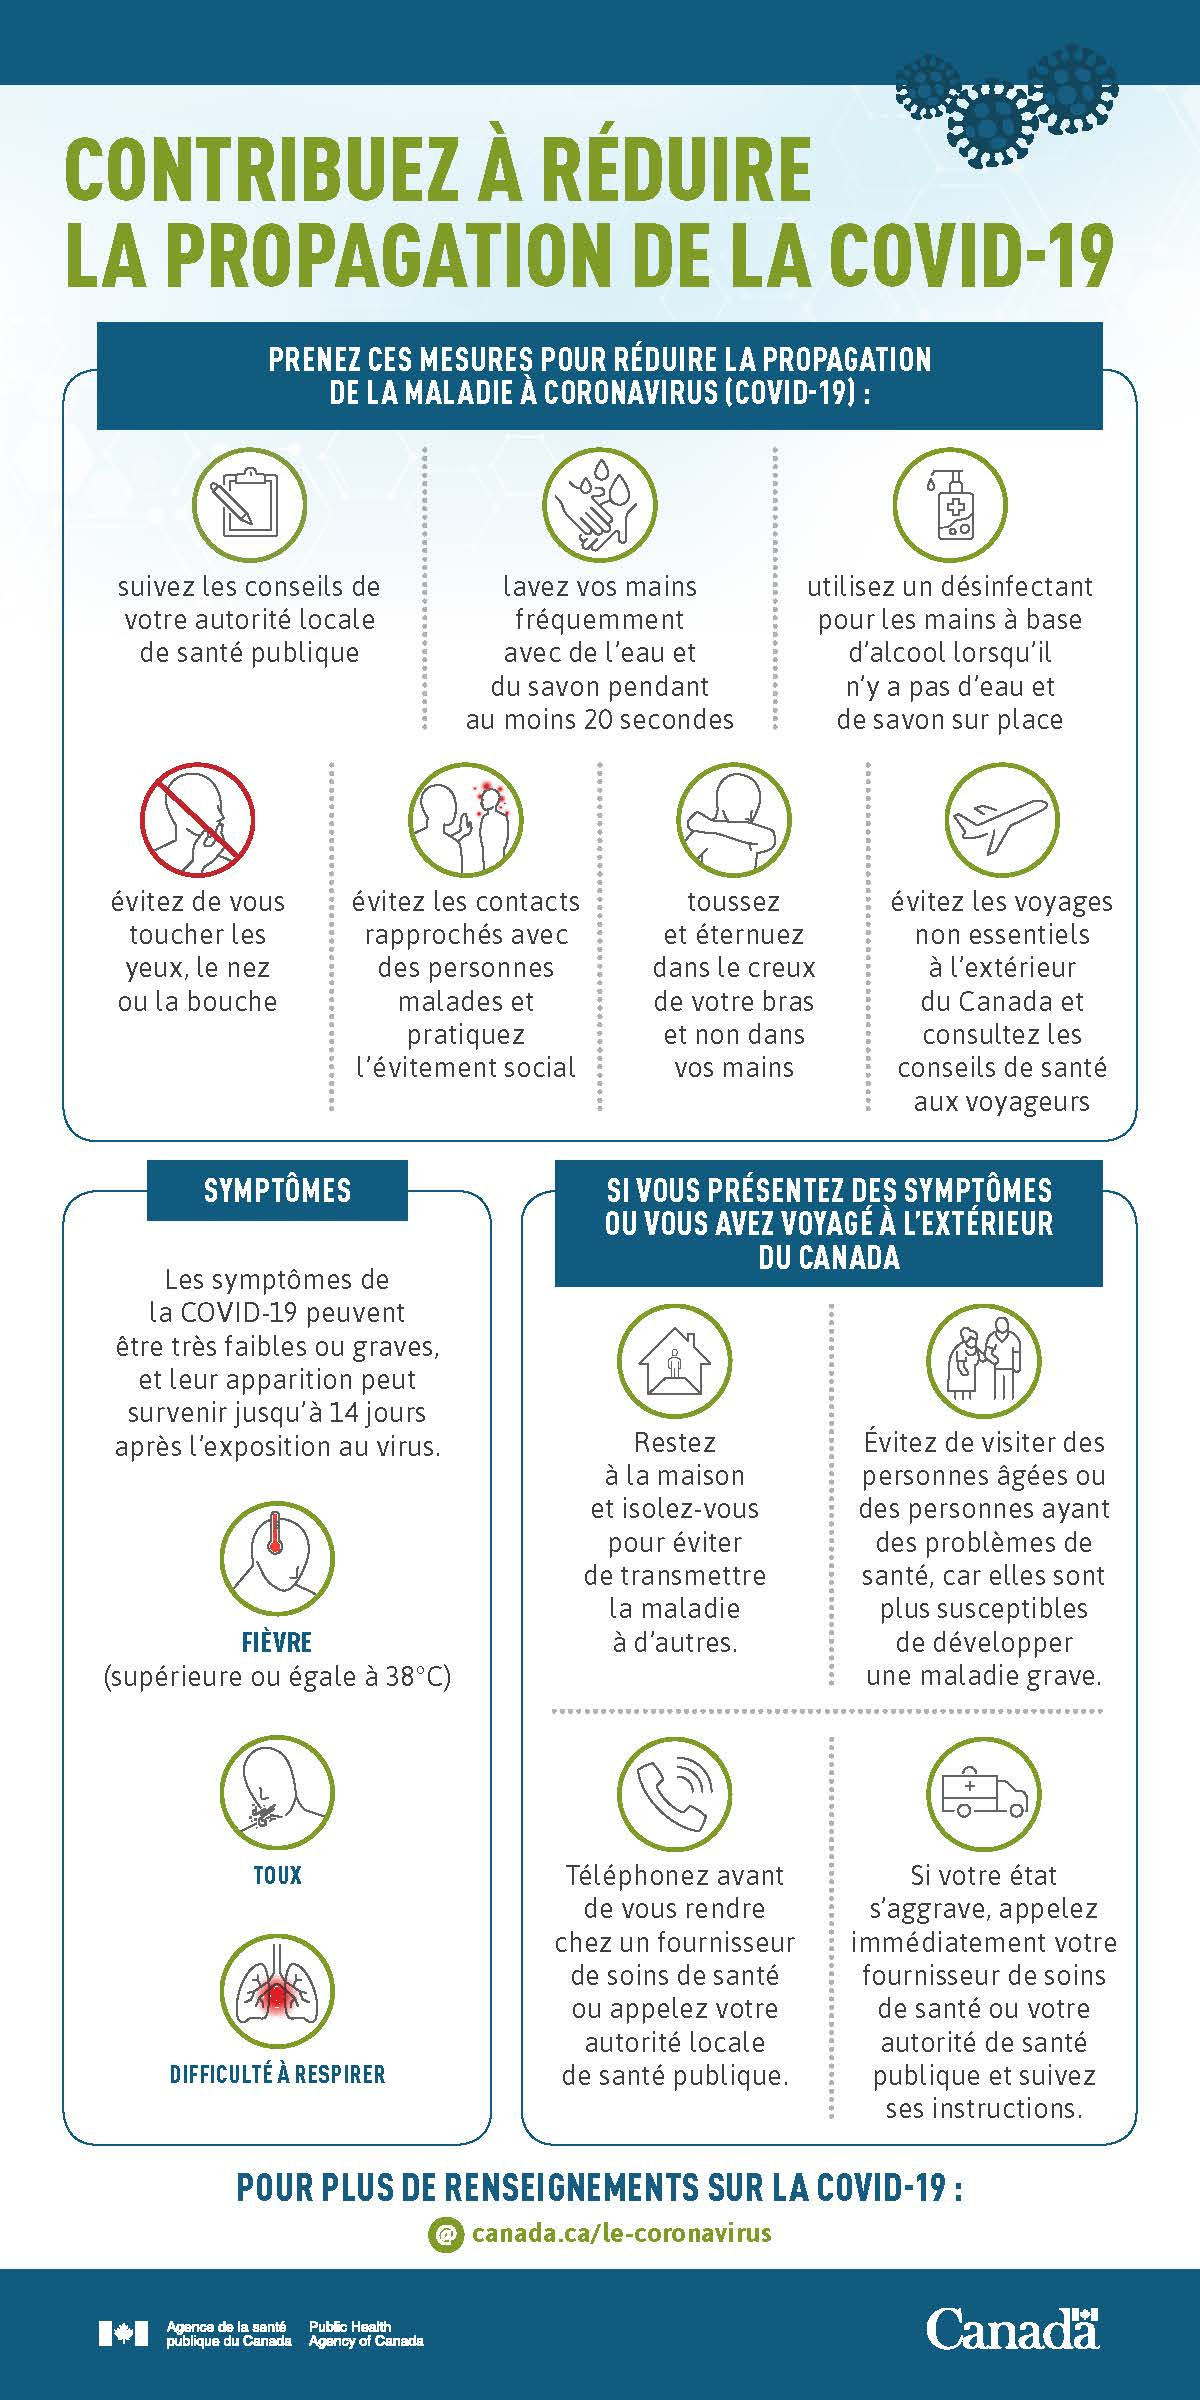 CONTRIBUEZ À RÉDUIRE
LA PROPAGATION DE LA COVID-19
PRENEZ CES MESURES POUR RÉDUIRE LA PROPAGATION
DE LA MALADIE À CORONAVIRUS (COVID-19) :
suivez les conseils de
votre autorité locale
de santé publique
lavez vos mains
fréquemment
avec de l'eau et
du savon pendant
au moins 20 secondes
utilisez un désinfectant
pour les mains à base
d'alcool lorsqu'il
n'y a pas d'eau et
de savon sur place
évitez de vous
toucher les
yeux, le nez
ou la bouche
évitez les contacts
rapprochés avec
des personnes
malades et
pratiquez
l'évitement social
toussez
et éternuez
dans le creux
de votre bras
et non dans
vos mains
évitez les voyages
non essentiels
à l'extérieur
du Canada et
consultez les
conseils de santé
aux voyageurs
SYMPTÔMES
Les symptômes de
la COVID-19 peuvent
être très faibles ou graves,
et leur apparition peut
survenir jusqu'à 14 jours
après l'exposition au virus.
FIÈVRE
(supérieure ou égale à 38°C)
TOUX
DIFFICULTÉ À RESPIRER
SI VOUS PRÉSENTEZ DES SYMPTÔMES
OU VOUS AVEZ VOYAGÉ À L'EXTÉRIEUR
DU CANADA
Restez
à la maison
et isolez-vous
pour éviter
de transmettre
la maladie
à d'autres.
Évitez de visiter des
personnes âgées ou
des personnes ayant
des problèmes de
santé, car elles sont
plus susceptibles
de développer
une maladie grave.
Téléphonez avant
de vous rendre
chez un fournisseur
de soins de santé
ou appelez votre
autorité locale
de santé publique.
Si votre état
s'aggrave, appelez
immédiatement votre
fournisseur de soins
de santé ou votre
autorité de santé
publique et suivez
ses instructions.
POUR PLUS DE RENSEIGNEMENTS SUR LA COVID-19 :
@ canada.ca/le-coronavirus
Agence de la santé
publique du Canada
Public Health
Agency of Canada
Canada